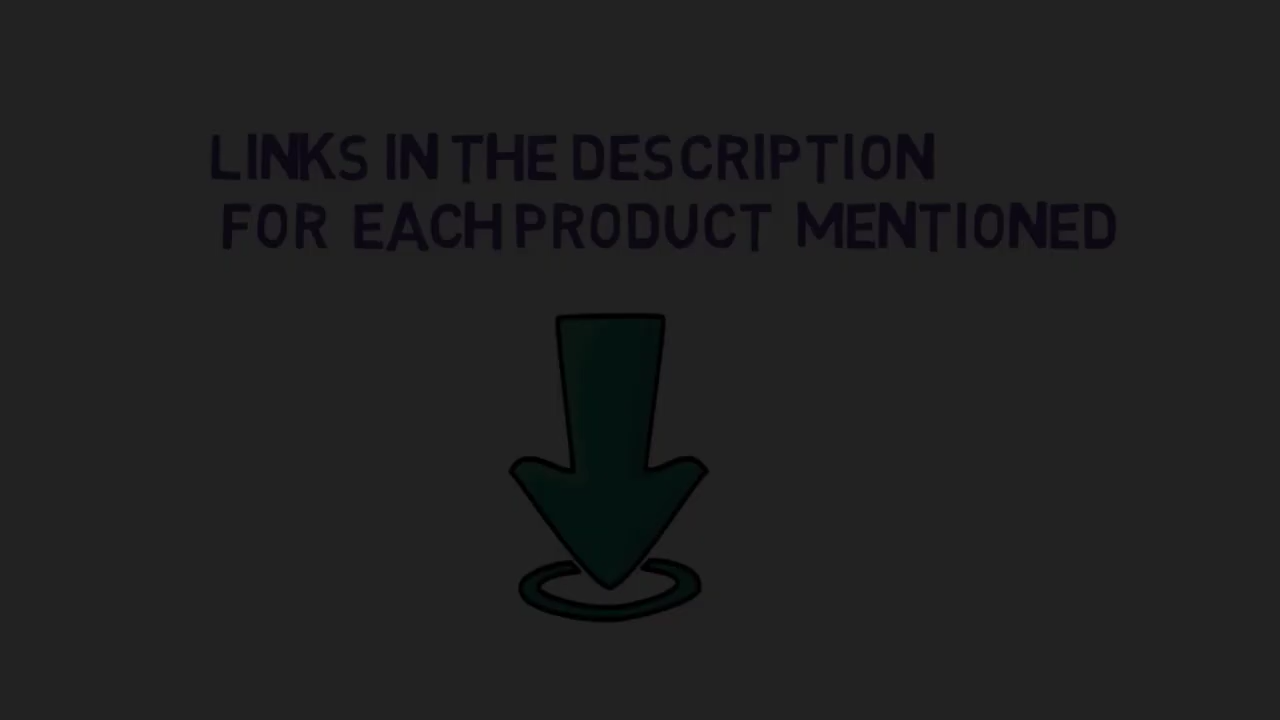 LINKS IN THE DESCRIPTION
FOR EACH PRODUCT MENTIONED